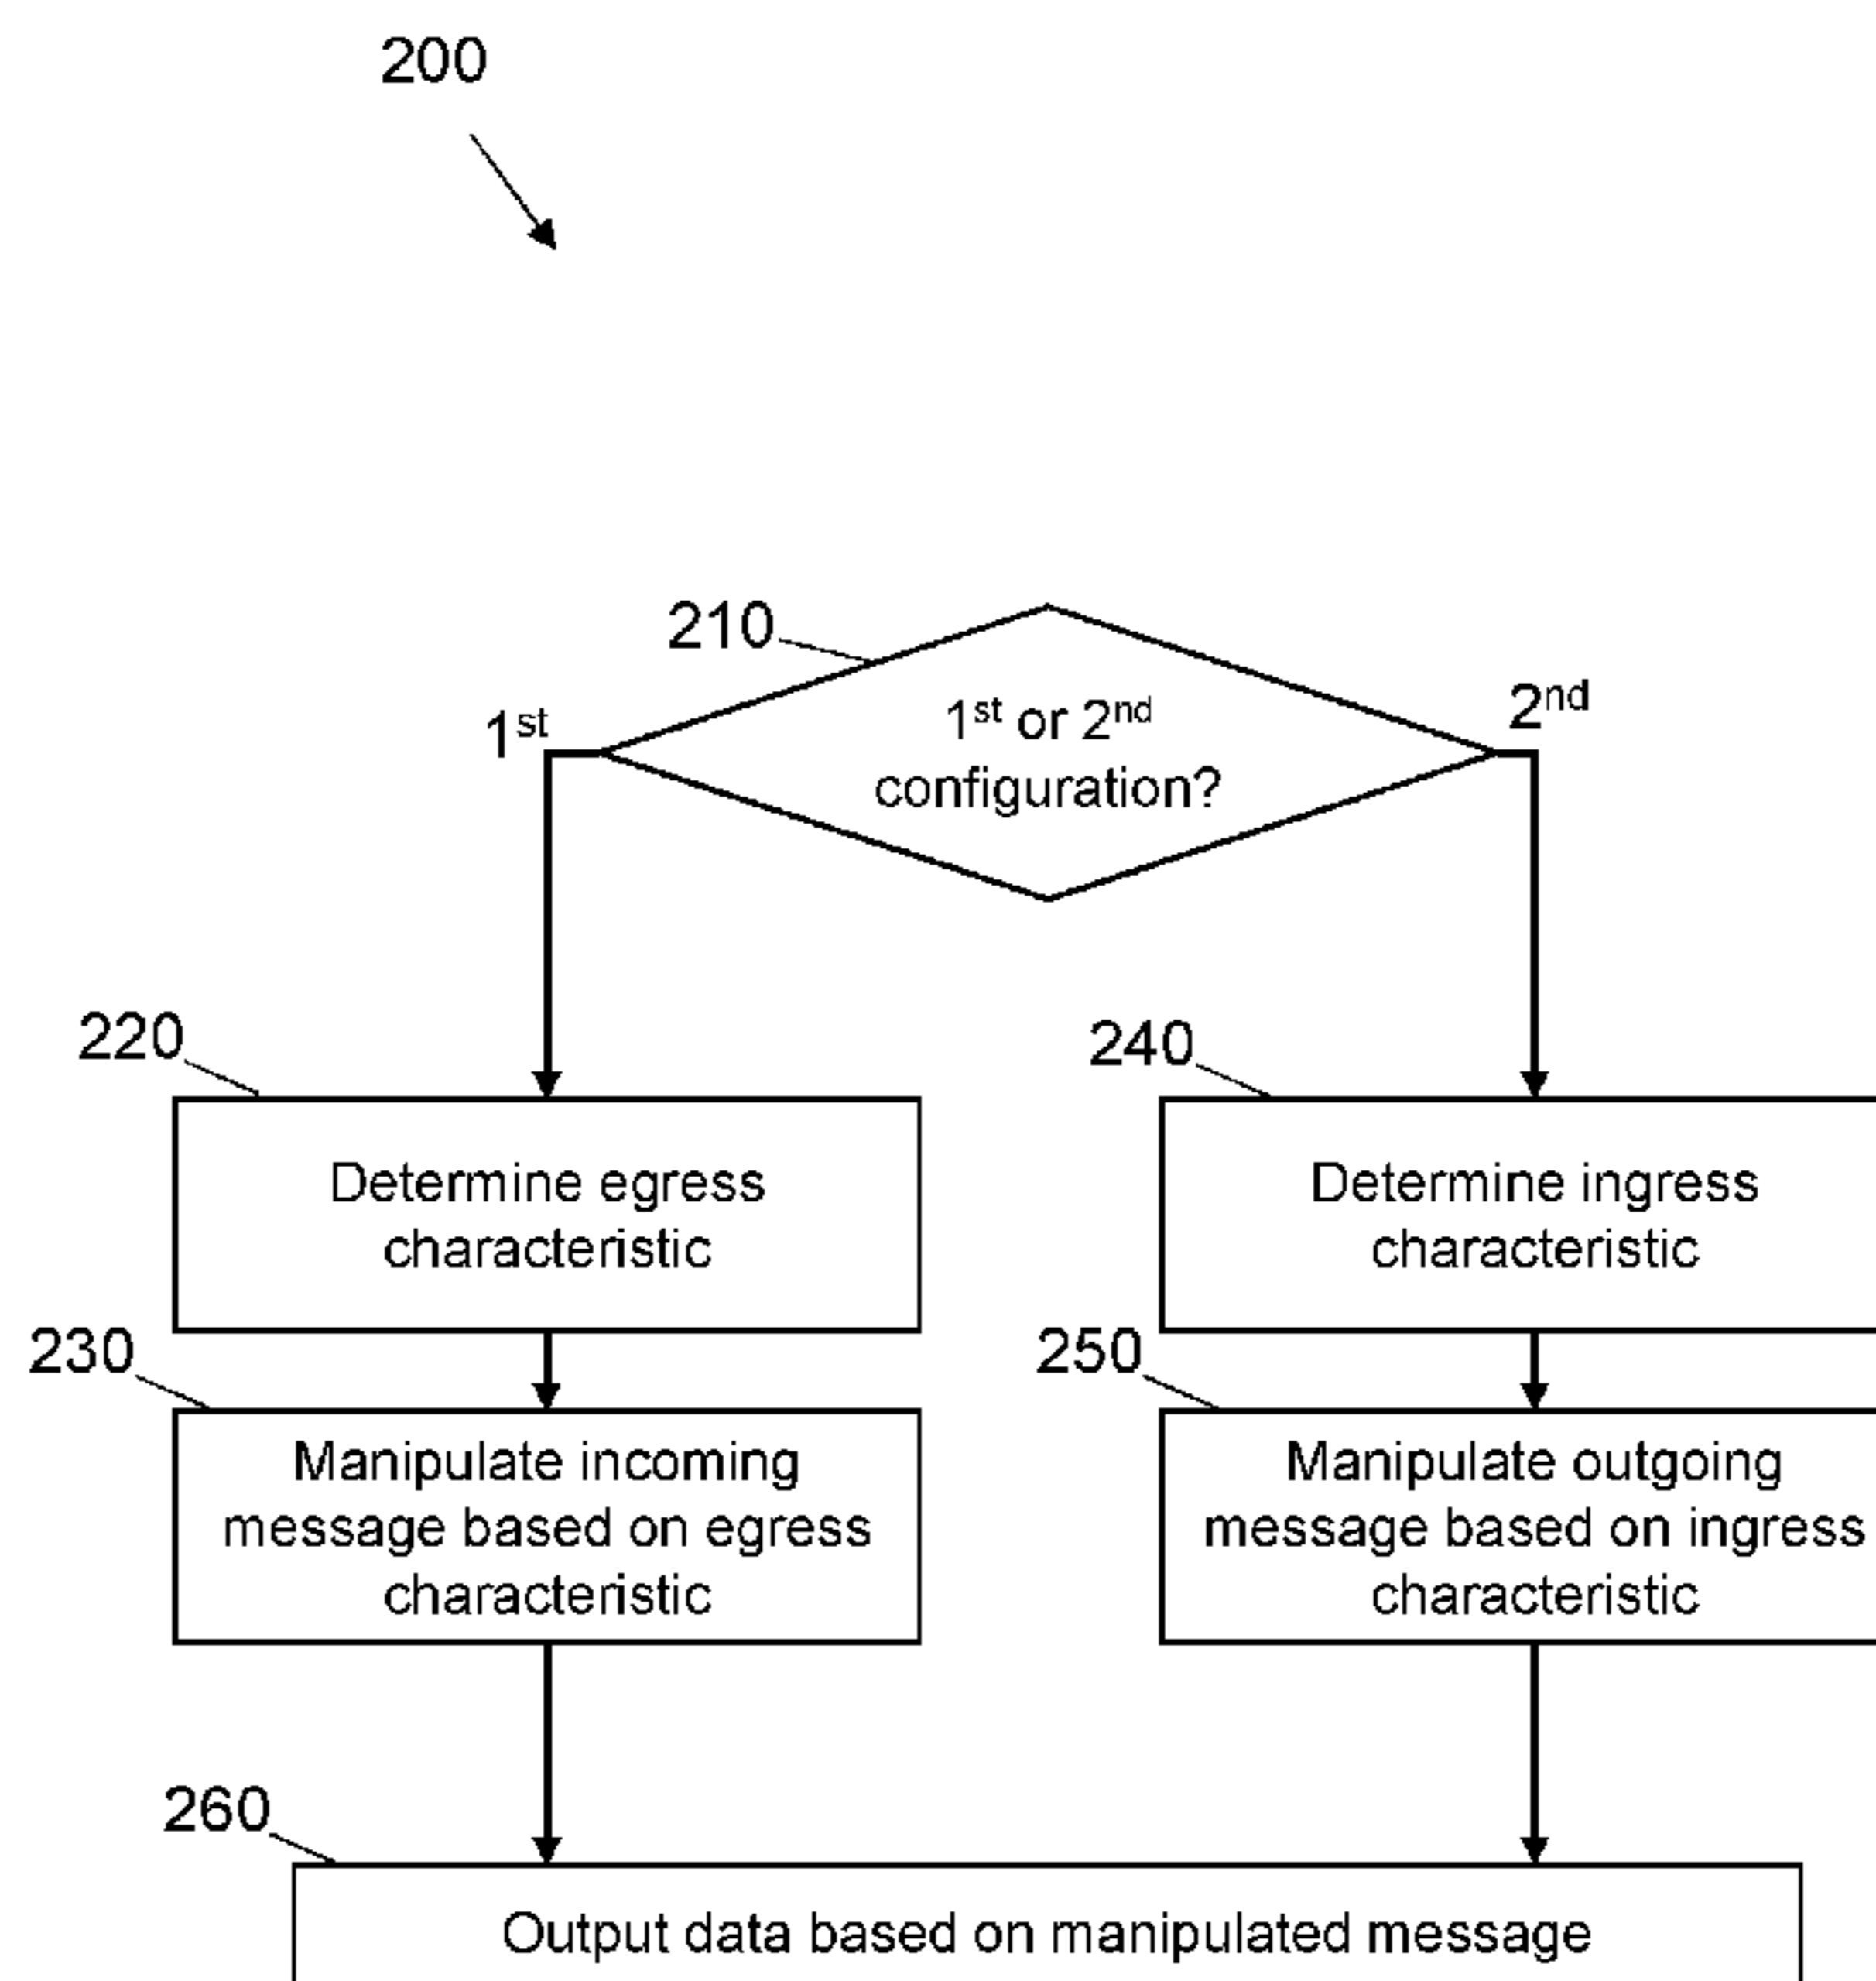 200
210
1st
1st or 2nd
configuration?
2nd
220
Determine egress
characteristic
240
Determine ingress
characteristic
230
Manipulate incoming
message based on egress
characteristic
250
Manipulate outgoing
message based on ingress
characteristic
260
Output data based on manipulated message